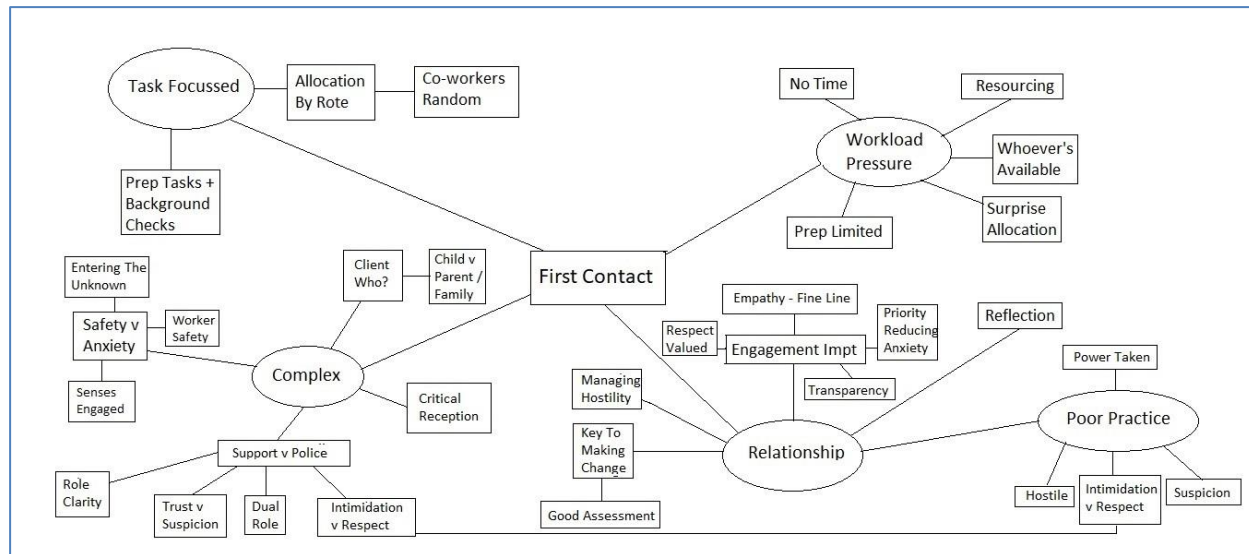 Task Focussed
Allocation
By Rote
Co-workers
Random
Prep Tasks +
Background
Checks
No Time
Resourcing
Workload
Pressure
Whoever's
Available
Surprise
Allocation
Prep Limited
First Contact
Client
Who?
Child v
Parent /
Family
Entering The
Unknown
Safety v
Anxiety
Worker
Safety
Senses
Engaged
Complex
Critical
Reception
Support v Police
Role
Clarity
Trust v
Suspicion
Dual
Role
Intimidation
v Respect
Empathy - Fine Line
Respect
Valued
Engagement Impt
Priority
Reducing
Anxiety
Transparency
Reflection
Managing
Hostility
Key To
Making
Change
Good Assessment
Relationship
Power Taken
Poor Practice
Hostile
Intimidation
v Respect
Suspicion